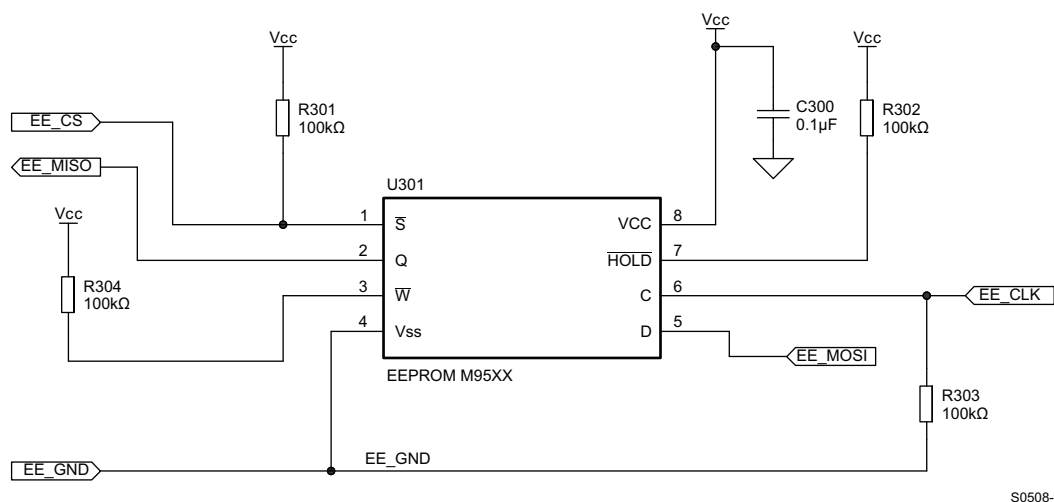 Vcc
Vcc
Vcc
R301
100kΩ
C300
0.1µF
R302
100kΩ
EE_CS
EE_MISO
U301
Vcc
1 S̅ VCC 8
2 Q H̅O̅L̅D̅ 7
R304
100kΩ
3 W̅ C 6
EE_CLK
4 Vss D 5
EE_MOSI
EEPROM M95XX
R303
100kΩ
EE_GND
EE_GND
S0508-